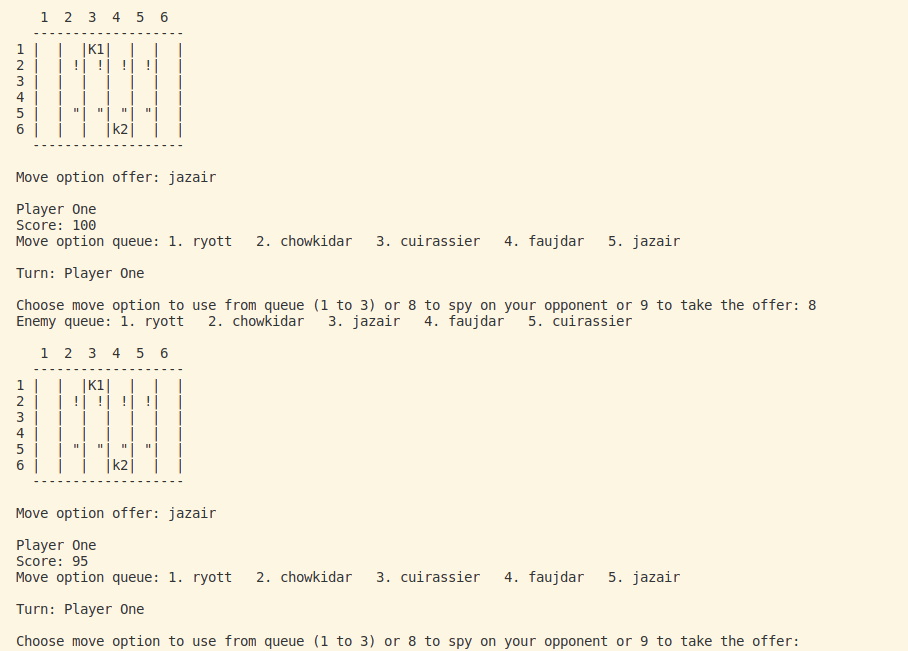 1  2  3  4  5  6
  -------------------
1 |  |  |K1|  |  |  |
2 |  | !| !| !| !|  |
3 |  |  |  |  |  |  |
4 |  |  |  |  |  |  |
5 |  | "| "| "| "|  |
6 |  |  |  |k2|  |  |
  -------------------

Move option offer: jazair

Player One
Score: 100
Move option queue: 1. ryott   2. chowkidar   3. cuirassier   4. faujdar   5. jazair

Turn: Player One

Choose move option to use from queue (1 to 3) or 8 to spy on your opponent or 9 to take the offer: 8
Enemy queue: 1. ryott   2. chowkidar   3. jazair   4. faujdar   5. cuirassier

   1  2  3  4  5  6
  -------------------
1 |  |  |K1|  |  |  |
2 |  | !| !| !| !|  |
3 |  |  |  |  |  |  |
4 |  |  |  |  |  |  |
5 |  | "| "| "| "|  |
6 |  |  |  |k2|  |  |
  -------------------

Move option offer: jazair

Player One
Score: 95
Move option queue: 1. ryott   2. chowkidar   3. cuirassier   4. faujdar   5. jazair

Turn: Player One

Choose move option to use from queue (1 to 3) or 8 to spy on your opponent or 9 to take the offer: